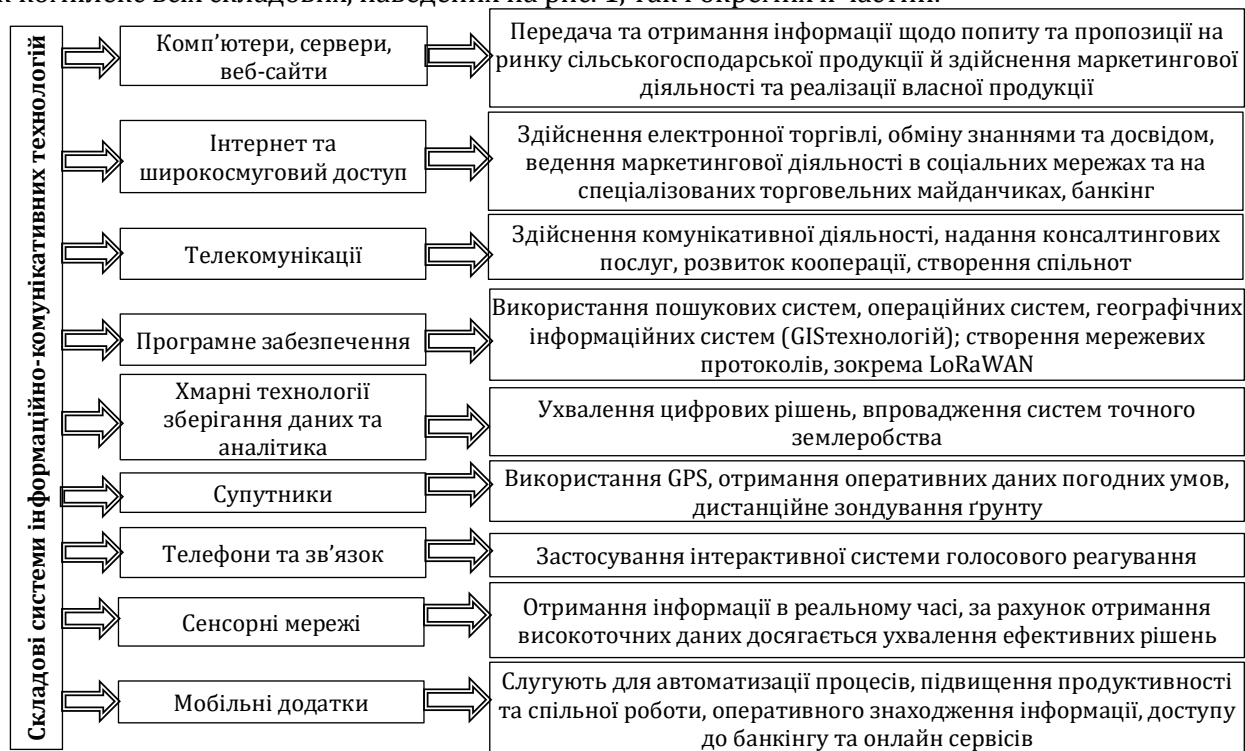 комплекс всіх складових, наведених на рис. 1, так і окремих її частин.
Складові системи інформаційно-комунікативних технологій
Комп’ютери, сервери,
веб-сайти
Передача та отримання інформації щодо попиту та пропозиції на
ринку сільськогосподарської продукції й здійснення маркетингової
діяльності та реалізації власної продукції
Інтернет та
широкосмуговий доступ
Здійснення електронної торгівлі, обміну знаннями та досвідом,
ведення маркетингової діяльності в соціальних мережах та на
спеціалізованих торговельних майданчиках, банкінг
Телекомунікації
Здійснення комунікативної діяльності, надання консалтингових
послуг, розвиток кооперації, створення спільнот
Програмне забезпечення
Використання пошукових систем, операційних систем, географічних
інформаційних систем (GISтехнологій); створення мережевих
протоколів, зокрема LoRaWAN
Хмарні технології
зберігання даних та
аналітика
Ухвалення цифрових рішень, впровадження систем точного
землеробства
Супутники
Використання GPS, отримання оперативних даних погодних умов,
дистанційне зондування ґрунту
Телефони та зв’язок
Застосування інтерактивної системи голосового реагування
Сенсорні мережі
Отримання інформації в реальному часі, за рахунок отримання
високоточних даних досягається ухвалення ефективних рішень
Мобільні додатки
Слугують для автоматизації процесів, підвищення продуктивності
та спільної роботи, оперативного знаходження інформації, доступу
до банкінгу та онлайн сервісів